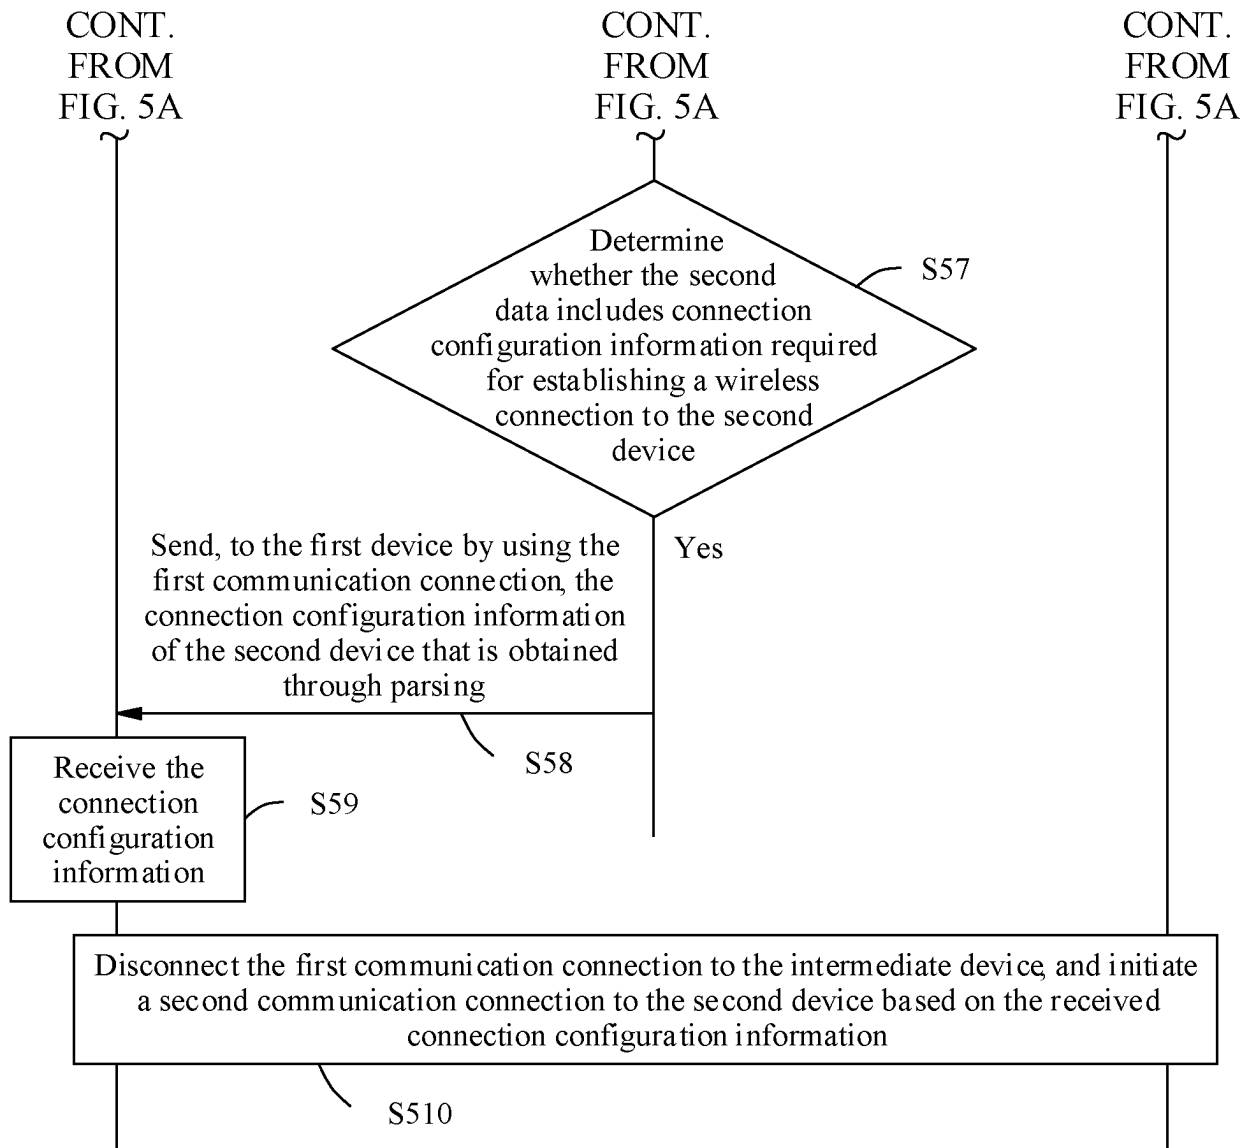 CONT.
FROM
FIG. 5A
CONT.
FROM
FIG. 5A
CONT.
FROM
FIG. 5A
Determine
whether the second
data includes connection
configuration information required
for establishing a wireless
connection to the second
device
S57
Yes
Send, to the first device by using the
first communication connection, the
connection configuration information
of the second device that is obtained
through parsing
S58
Receive the
connection
configuration
information
S59
Disconnect the first communication connection to the intermediate device, and initiate
a second communication connection to the second device based on the received
connection configuration information
S510